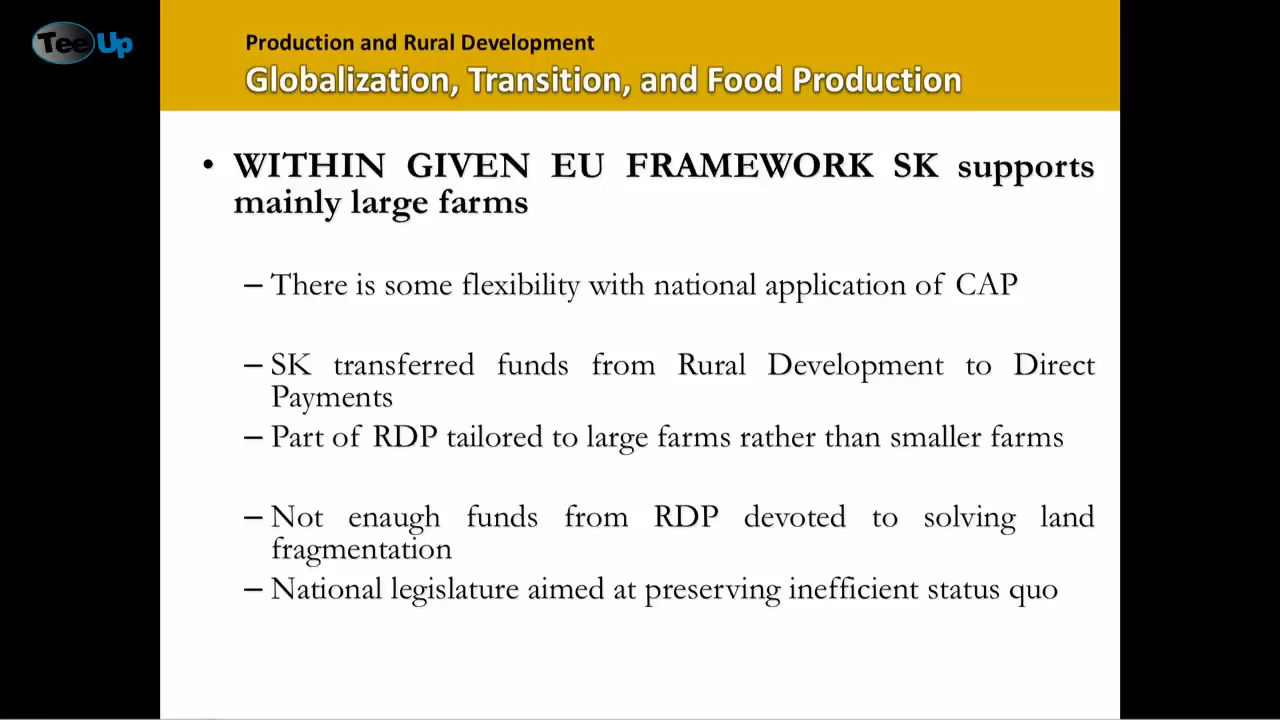 Tee Up
Production and Rural Development
Globalization, Transition, and Food Production
• WITHIN GIVEN EU FRAMEWORK SK supports
mainly large farms
– There is some flexibility with national application of CAP
– SK transferred funds from Rural Development to Direct
Payments
– Part of RDP tailored to large farms rather than smaller farms
– Not enaugh funds from RDP devoted to solving land
fragmentation
– National legislature aimed at preserving inefficient status quo